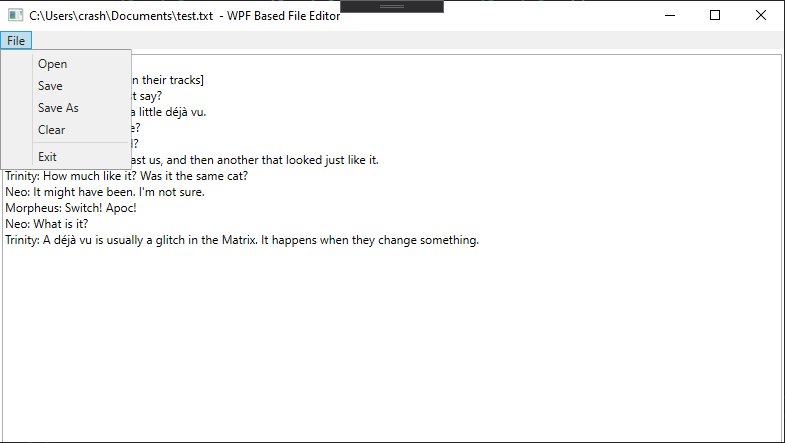 C:\Users\crash\Documents\test.txt - WPF Based File Editor
File
Open
Save
Save As
Clear
Exit
n their tracks]
st say?
a little déjà vu.
e?
l?
ast us, and then another that looked just like it.
Trinity: How much like it? Was it the same cat?
Neo: It might have been. I'm not sure.
Morpheus: Switch! Apoc!
Neo: What is it?
Trinity: A déjà vu is usually a glitch in the Matrix. It happens when they change something.